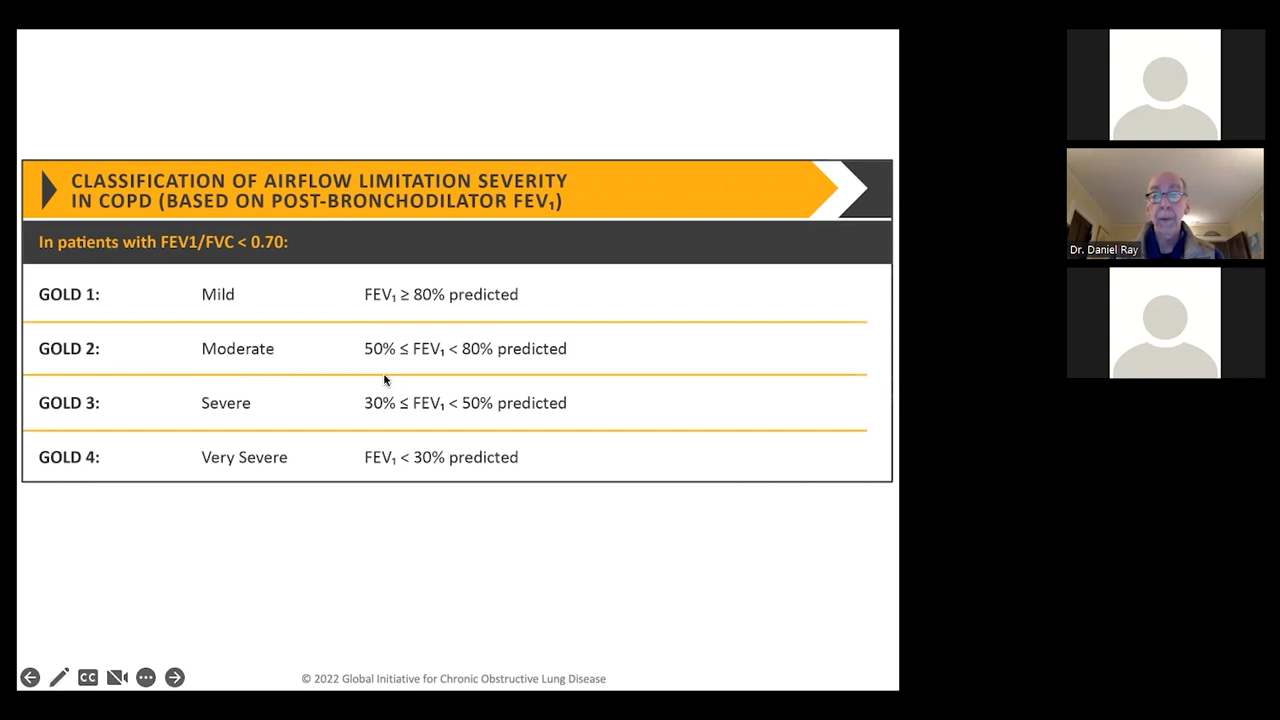 CLASSIFICATION OF AIRFLOW LIMITATION SEVERITY
IN COPD (BASED ON POST-BRONCHODILATOR FEV₁)
In patients with FEV1/FVC < 0.70:
GOLD 1: Mild FEV₁ ≥ 80% predicted
GOLD 2: Moderate 50% ≤ FEV₁ < 80% predicted
GOLD 3: Severe 30% ≤ FEV₁ < 50% predicted
GOLD 4: Very Severe FEV₁ < 30% predicted
CC
© 2022 Global Initiative for Chronic Obstructive Lung Disease
Dr. Daniel Ray